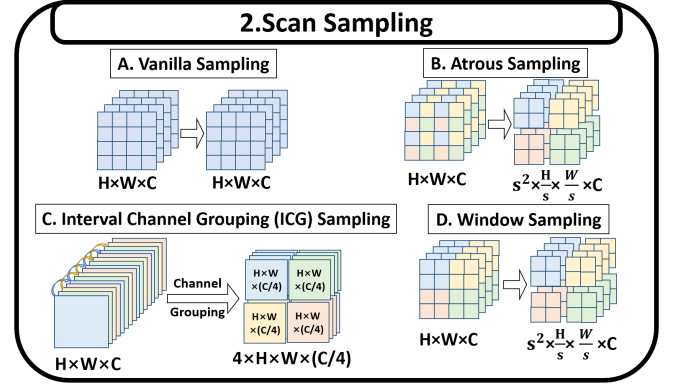 2.Scan Sampling
A. Vanilla Sampling
H×W×C
H×W×C
B. Atrous Sampling
H×W×C
s²×H/s×W/s×C
C. Interval Channel Grouping (ICG) Sampling
H×W×C
Channel
Grouping
H×W
×(C/4)
H×W
×(C/4)
H×W
×(C/4)
H×W
×(C/4)
4×H×W×(C/4)
D. Window Sampling
H×W×C
s²×H/s×W/s×C